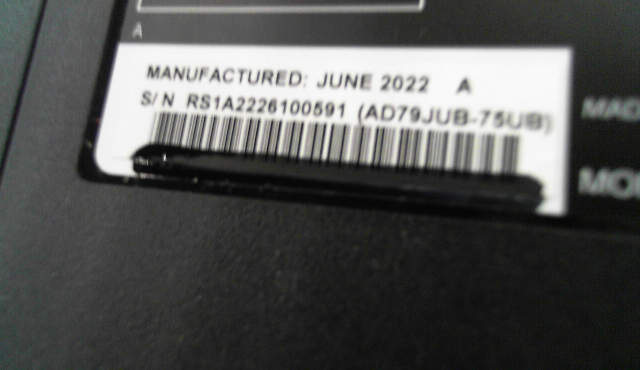 A
MANUFACTURED: JUNE 2022 A
S/N RS1A2226100591 (AD79JUB-75UB)